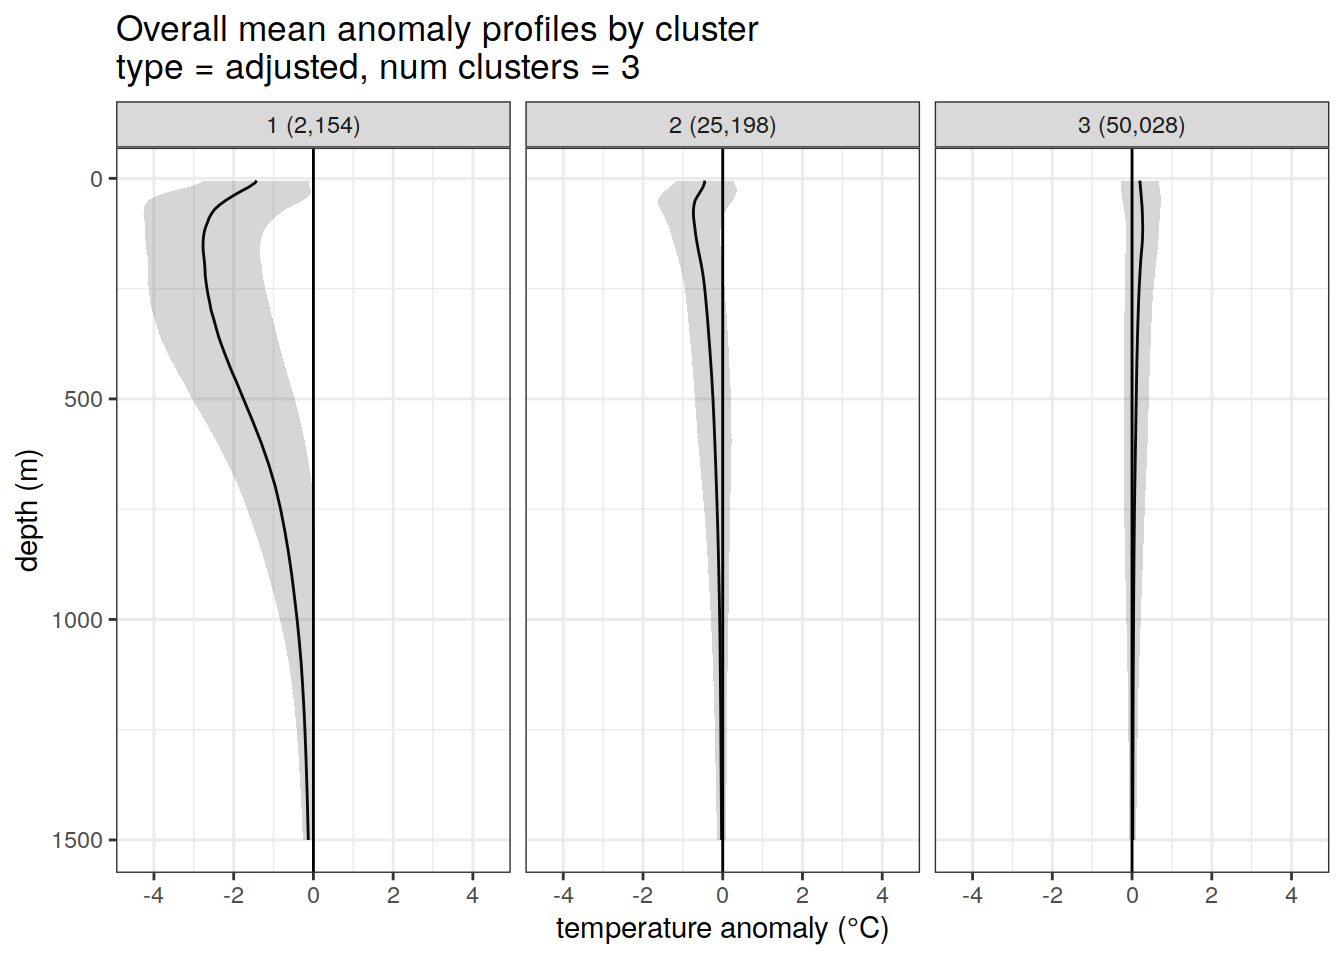 Overall mean anomaly profiles by cluster
type = adjusted, num clusters = 3
1 (2,154)
2 (25,198)
3 (50,028)
0
500
1000
1500
depth (m)
-4 -2 0 2 4
-4 -2 0 2 4
-4 -2 0 2 4
temperature anomaly (°C)